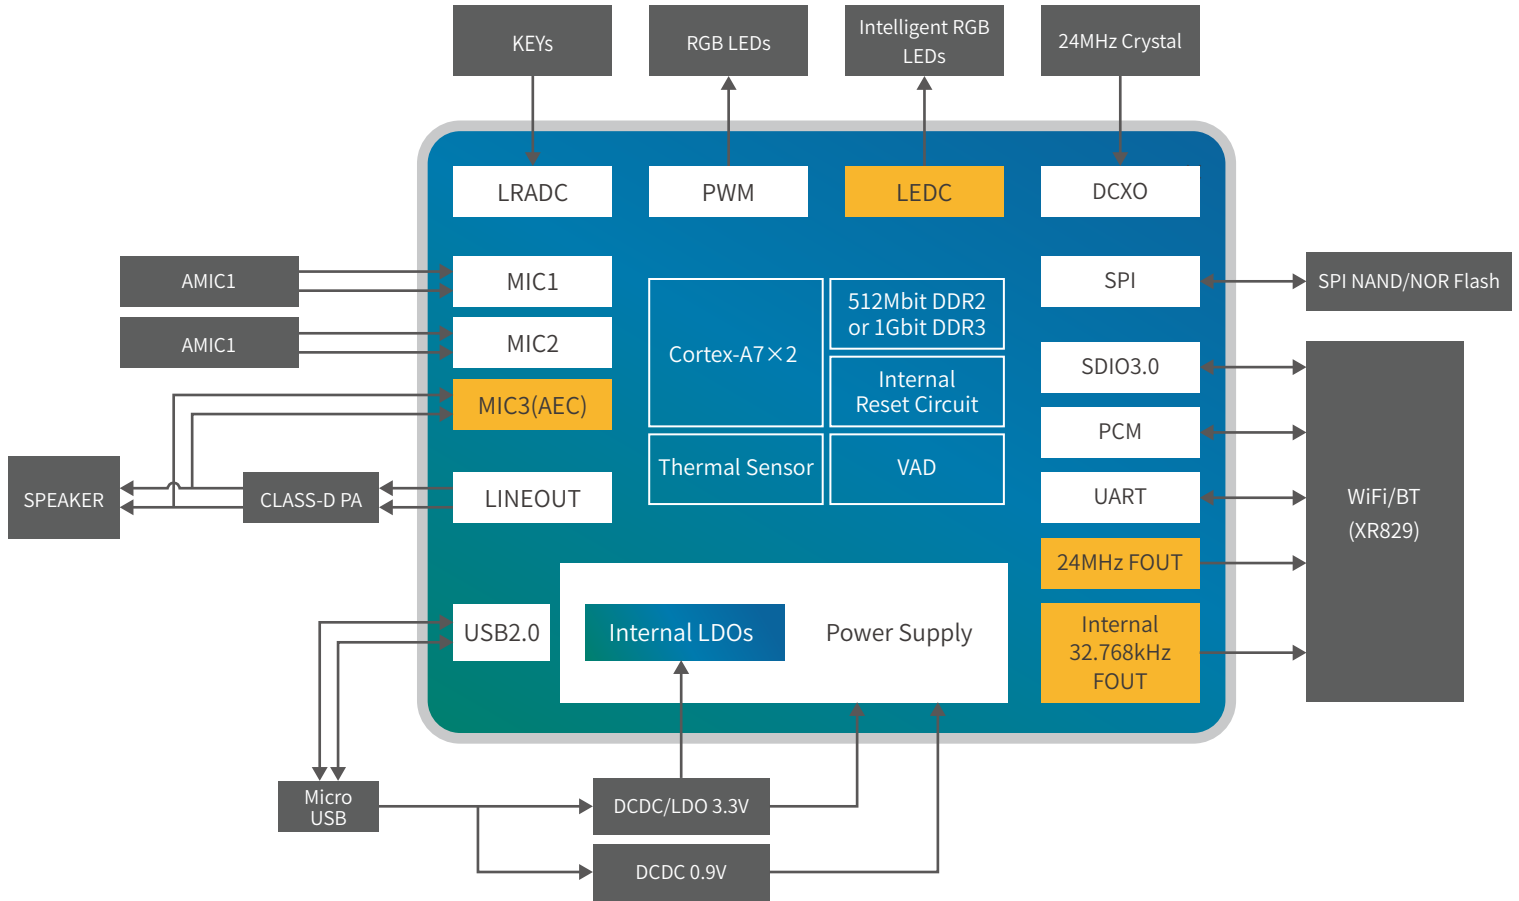 KEYs
RGB LEDs
Intelligent RGB
LEDs
24MHz Crystal
LRADC
PWM
LEDC
DCXO
AMIC1
MIC1
512Mbit DDR2
or 1Gbit DDR3
SPI
SPI NAND/NOR Flash
AMIC1
MIC2
Cortex-A7×2
SDIO3.0
MIC3(AEC)
Internal
Reset Circuit
PCM
SPEAKER
CLASS-D PA
LINEOUT
Thermal Sensor
VAD
UART
WiFi/BT
(XR829)
24MHz FOUT
USB2.0
Internal LDOs
Power Supply
Internal
32.768kHz
FOUT
Micro
USB
DCDC/LDO 3.3V
DCDC 0.9V